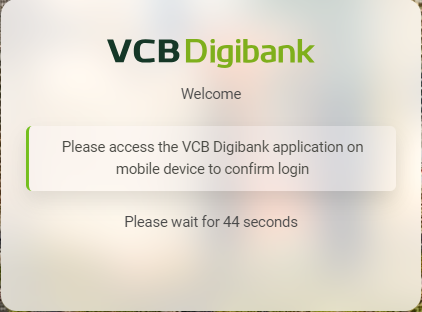 VCB Digibank
Welcome
Please access the VCB Digibank application on
mobile device to confirm login
Please wait for 44 seconds